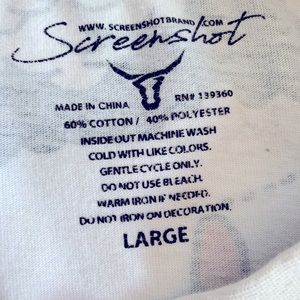 WWW.SCREENSHOTBRAND.COM
Screenshot
MADE IN CHINA RN# 139360
60% COTTON / 40% POLYESTER
INSIDE OUT MACHINE WASH
COLD WITH LIKE COLORS.
GENTLE CYCLE ONLY.
DO NOT USE BLEACH.
WARM IRON IF NEEDED.
DO NOT IRON ON DECORATION.
LARGE